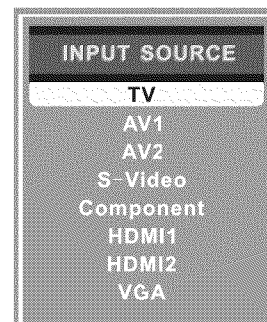 INPUT SOURCE
TV
AV1
AV2
S-Video
Component
HDMI1
HDMI2
VGA